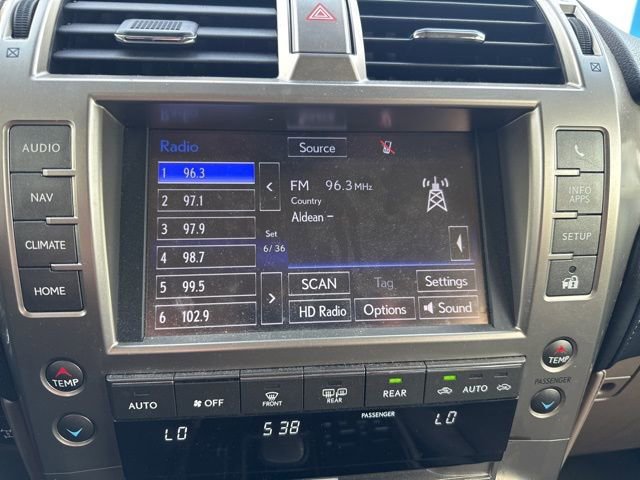 AUDIO
NAV
CLIMATE
HOME
Radio
Source
1 96.3
2 97.1
3 97.9
4 98.7
5 99.5
6 102.9
<
Set
6/36
>
FM 96.3 MHz
Country
Aldean –
SCAN
Tag
Settings
HD Radio
Options
Sound
INFO
APPS
SETUP
TEMP
AUTO
OFF
FRONT
REAR
REAR
AUTO
PASSENGER
TEMP
PASSENGER
LO
5:38
LO